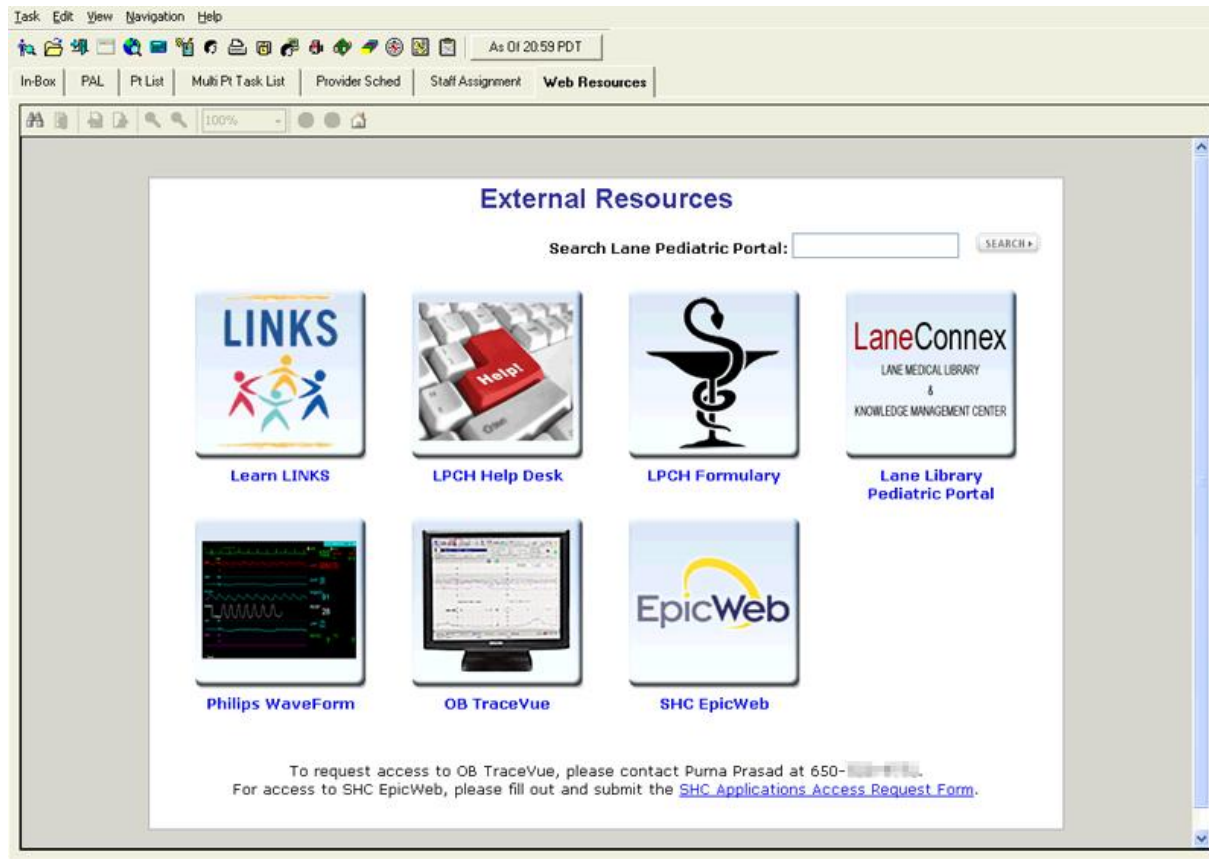 Task Edit View Navigation Help
As Of 20:59 PDT
In-Box PAL Pt List Multi Pt Task List Provider Sched Staff Assignment Web Resources
100%
External Resources
Search Lane Pediatric Portal: SEARCH
LINKS
Help!
LaneConnex
LANE MEDICAL LIBRARY
&
KNOWLEDGE MANAGEMENT CENTER
Learn LINKS LPCH Help Desk LPCH Formulary Lane Library
Pediatric Portal
EpicWeb
Philips WaveForm OB TraceVue SHC EpicWeb
To request access to OB TraceVue, please contact Purna Prasad at 650-
For access to SHC EpicWeb, please fill out and submit the SHC Applications Access Request Form.